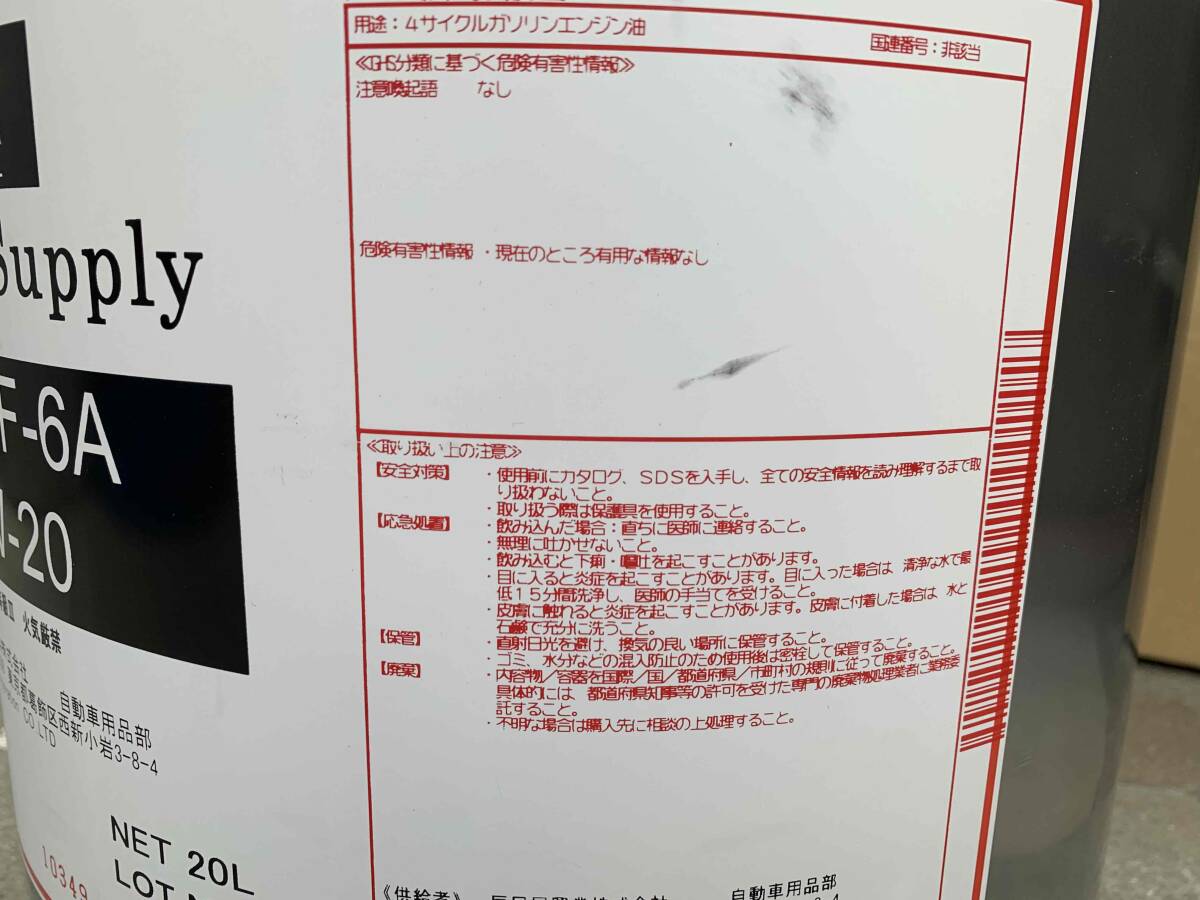 用途：4サイクルガソリンエンジン油
国連番号：非該当
≪GHS分類に基づく危険有害性情報≫
注意喚起語 なし
危険有害性情報 ・現在のところ有用な情報なし
≪取り扱い上の注意≫
【安全対策】 ・使用前にカタログ、SDSを入手し、全ての安全情報を読み理解するまで取
り扱わないこと。
・取り扱う際は保護具を使用すること。
【応急処置】 ・飲み込んだ場合：直ちに医師に連絡すること。
・無理に吐かせないこと。
・飲み込むと下痢・嘔吐を起こすことがあります。
・目に入ると炎症を起こすことがあります。目に入った場合は 清浄な水で最
低15分間洗浄し、医師の手当てを受けること。
・皮膚に触れると炎症を起こすことがあります。皮膚に付着した場合は 水と
石鹸で充分に洗うこと。
【保管】 ・直射日光を避け、換気の良い場所に保管すること。
・ゴミ、水分などの混入防止のため使用後は密栓して保管すること。
【廃棄】 ・内容物／容器を国際／国／都道府県／市町村の規則に従って廃棄すること。
具体的には 都道府県知事等の許可を受けた専門の廃棄物処理業者に業務委
託すること。
・不明な場合は購入先に相談の上処理すること。
《供給者》
自動車用品部
Supply
F-6A
-20
火気厳禁
株式会社
自動車用品部
東京都葛飾区西新小岩3-8-4
CO LTD
NET 20L
LOT
10349